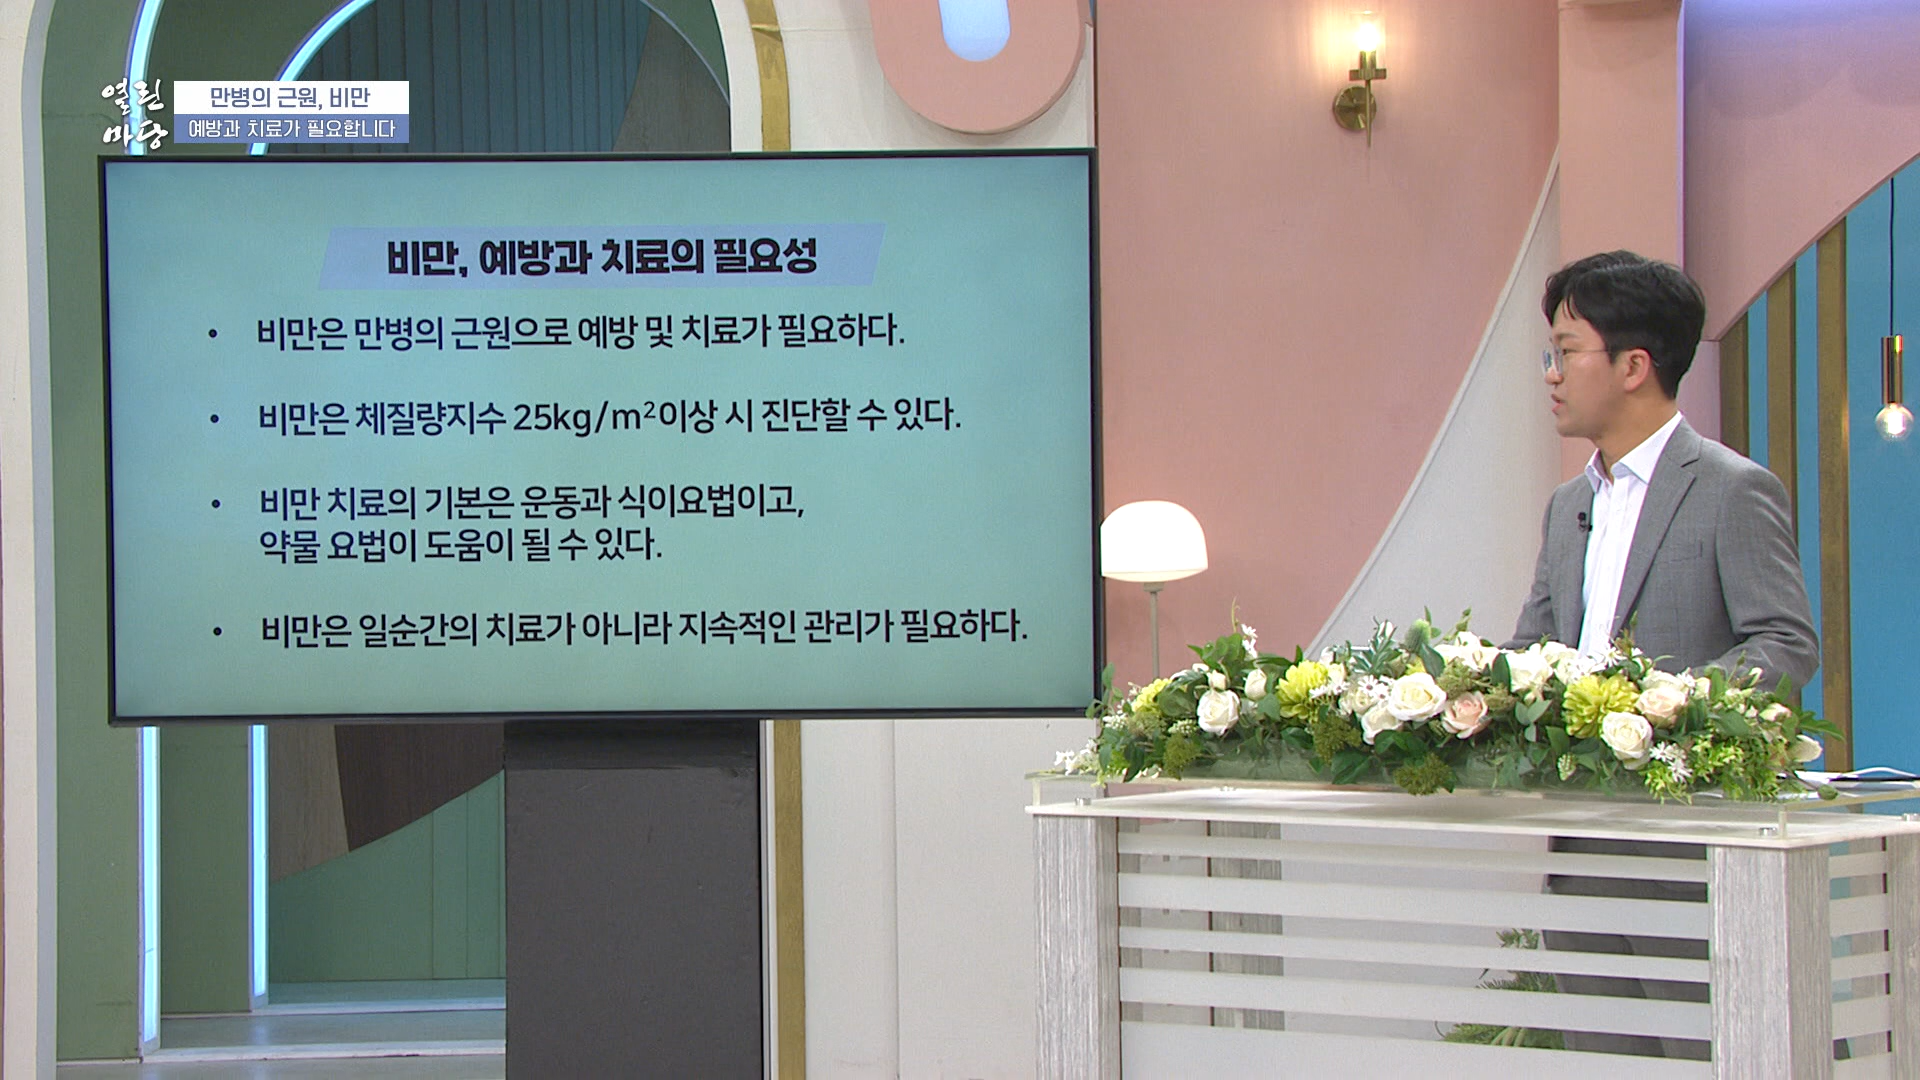 열린
마당
만병의 근원, 비만
예방과 치료가 필요합니다
비만, 예방과 치료의 필요성
• 비만은 만병의 근원으로 예방 및 치료가 필요하다.
• 비만은 체질량지수 25kg/m²이상 시 진단할 수 있다.
• 비만 치료의 기본은 운동과 식이요법이고,
약물 요법이 도움이 될 수 있다.
• 비만은 일순간의 치료가 아니라 지속적인 관리가 필요하다.